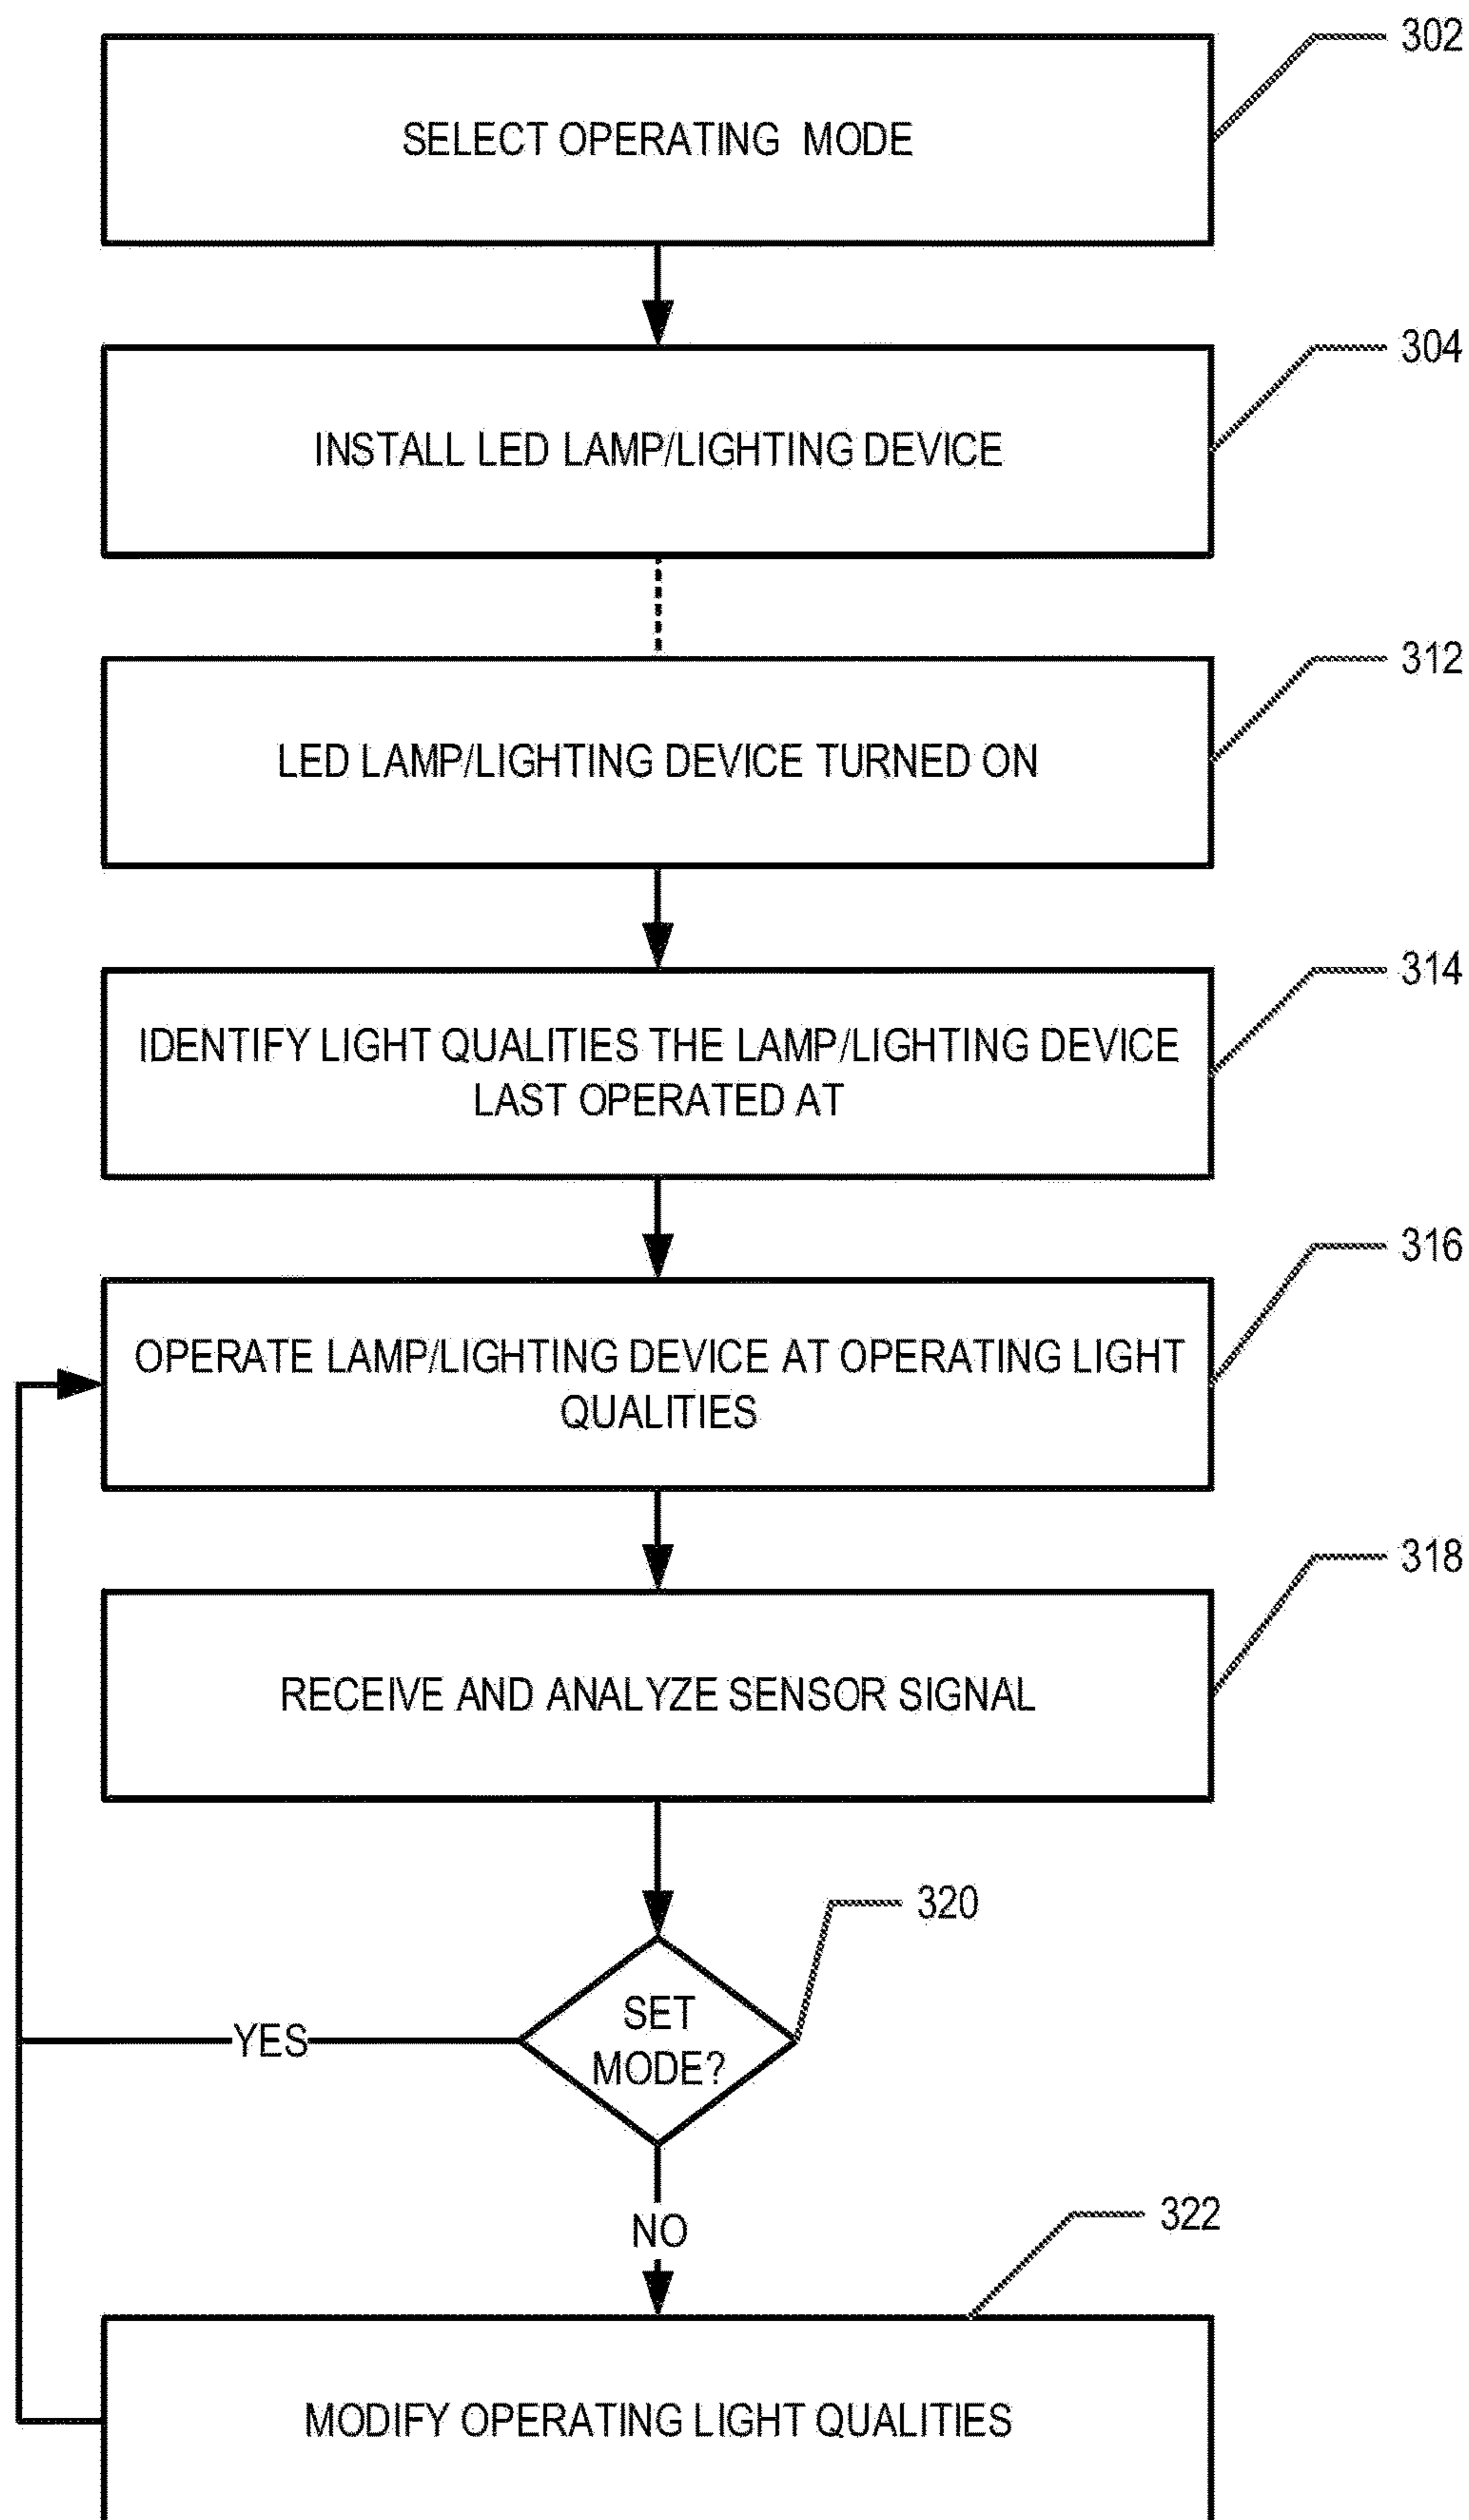 302
SELECT OPERATING MODE
304
INSTALL LED LAMP/LIGHTING DEVICE
312
LED LAMP/LIGHTING DEVICE TURNED ON
314
IDENTIFY LIGHT QUALITIES THE LAMP/LIGHTING DEVICE
LAST OPERATED AT
316
OPERATE LAMP/LIGHTING DEVICE AT OPERATING LIGHT
QUALITIES
318
RECEIVE AND ANALYZE SENSOR SIGNAL
320
SET
MODE?
YES
NO
322
MODIFY OPERATING LIGHT QUALITIES